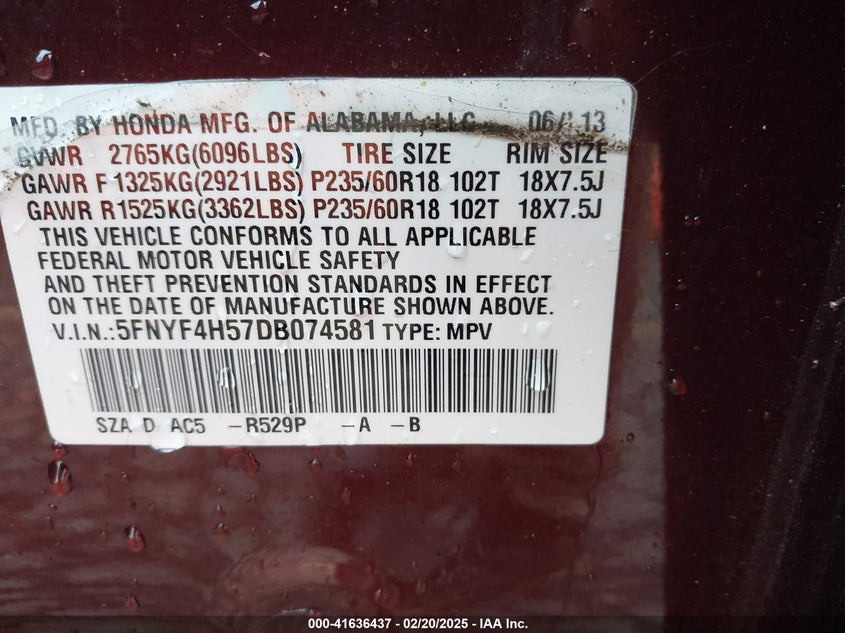 MFD. BY HONDA MFG. OF ALABAMA, LLC 06/13
GVWR 2765KG(6096LBS) TIRE SIZE RIM SIZE
GAWR F1325KG(2921LBS) P235/60R18 102T 18X7.5J
GAWR R1525KG(3362LBS) P235/60R18 102T 18X7.5J
THIS VEHICLE CONFORMS TO ALL APPLICABLE
FEDERAL MOTOR VEHICLE SAFETY
AND THEFT PREVENTION STANDARDS IN EFFECT
ON THE DATE OF MANUFACTURE SHOWN ABOVE.
V.I.N.:5FNYF4H57DB074581 TYPE: MPV
SZA D AC5 -R529P -A -B
000-41636437 - 02/20/2025 - IAA Inc.